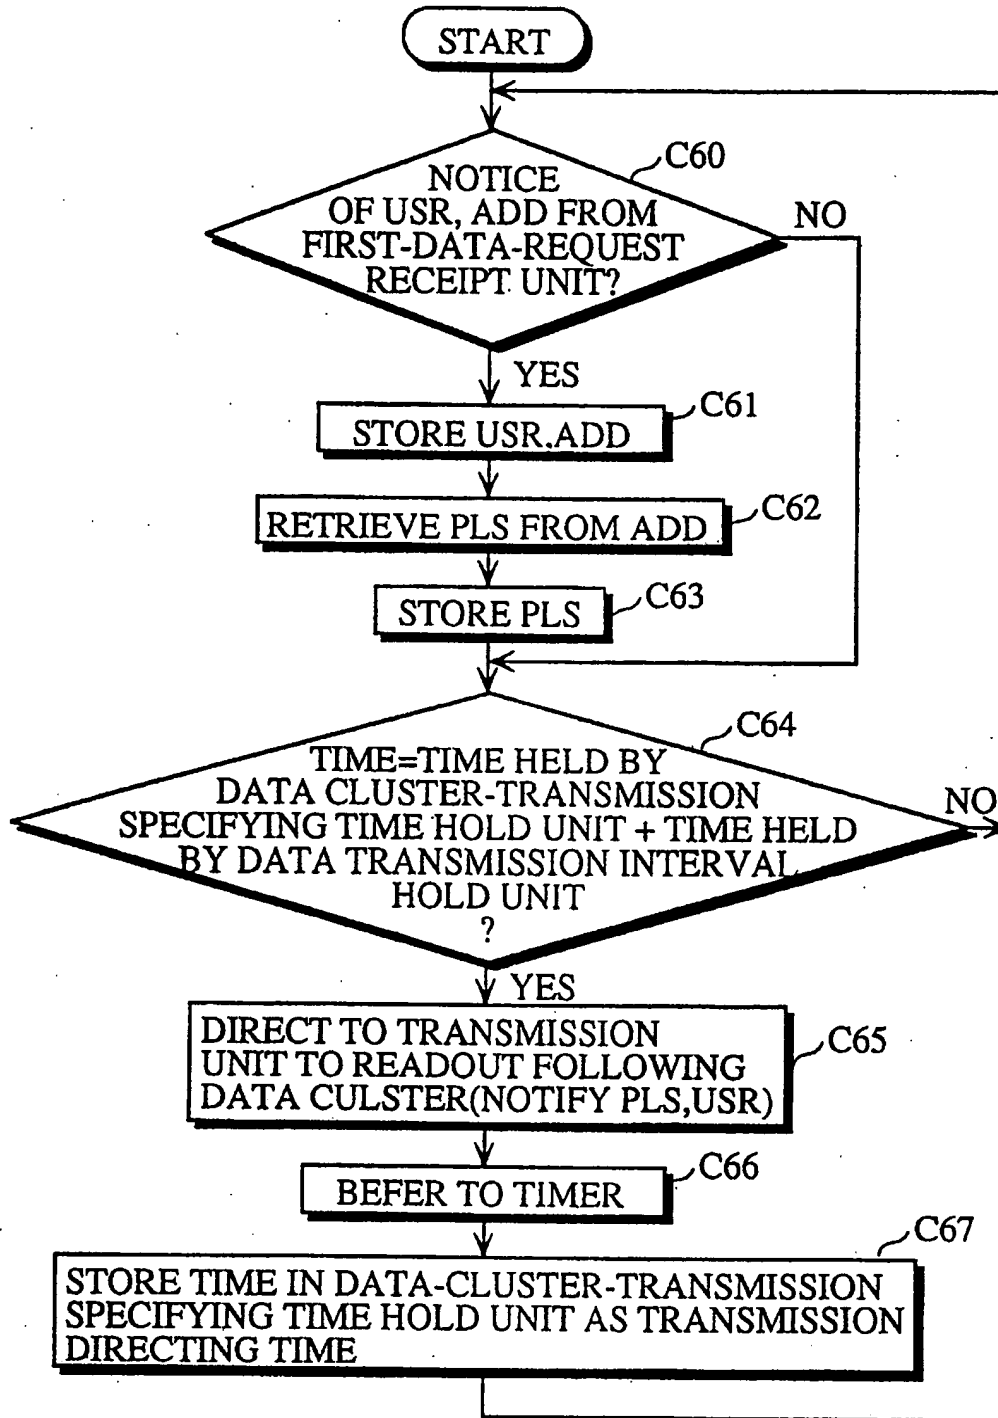 START
C60
NOTICE
OF USR, ADD FROM
FIRST-DATA-REQUEST
RECEIPT UNIT?
NO
YES
C61
STORE USR.ADD
C62
RETRIEVE PLS FROM ADD
C63
STORE PLS
C64
TIME=TIME HELD BY
DATA CLUSTER-TRANSMISSION
SPECIFYING TIME HOLD UNIT + TIME HELD
BY DATA TRANSMISSION INTERVAL
HOLD UNIT
?
NO
YES
C65
DIRECT TO TRANSMISSION
UNIT TO READOUT FOLLOWING
DATA CULSTER(NOTIFY PLS,USR)
C66
BEFER TO TIMER
C67
STORE TIME IN DATA-CLUSTER-TRANSMISSION
SPECIFYING TIME HOLD UNIT AS TRANSMISSION
DIRECTING TIME